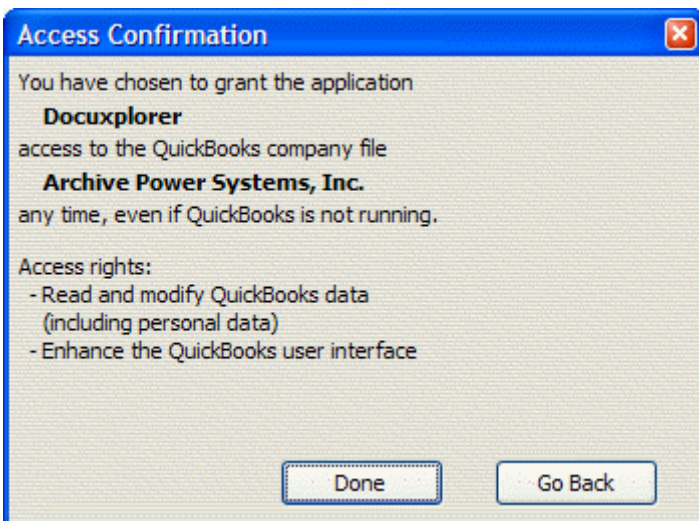 Access Confirmation
You have chosen to grant the application
Docuxplorer
access to the QuickBooks company file
Archive Power Systems, Inc.
any time, even if QuickBooks is not running.
Access rights:
- Read and modify QuickBooks data
(including personal data)
- Enhance the QuickBooks user interface
Done
Go Back